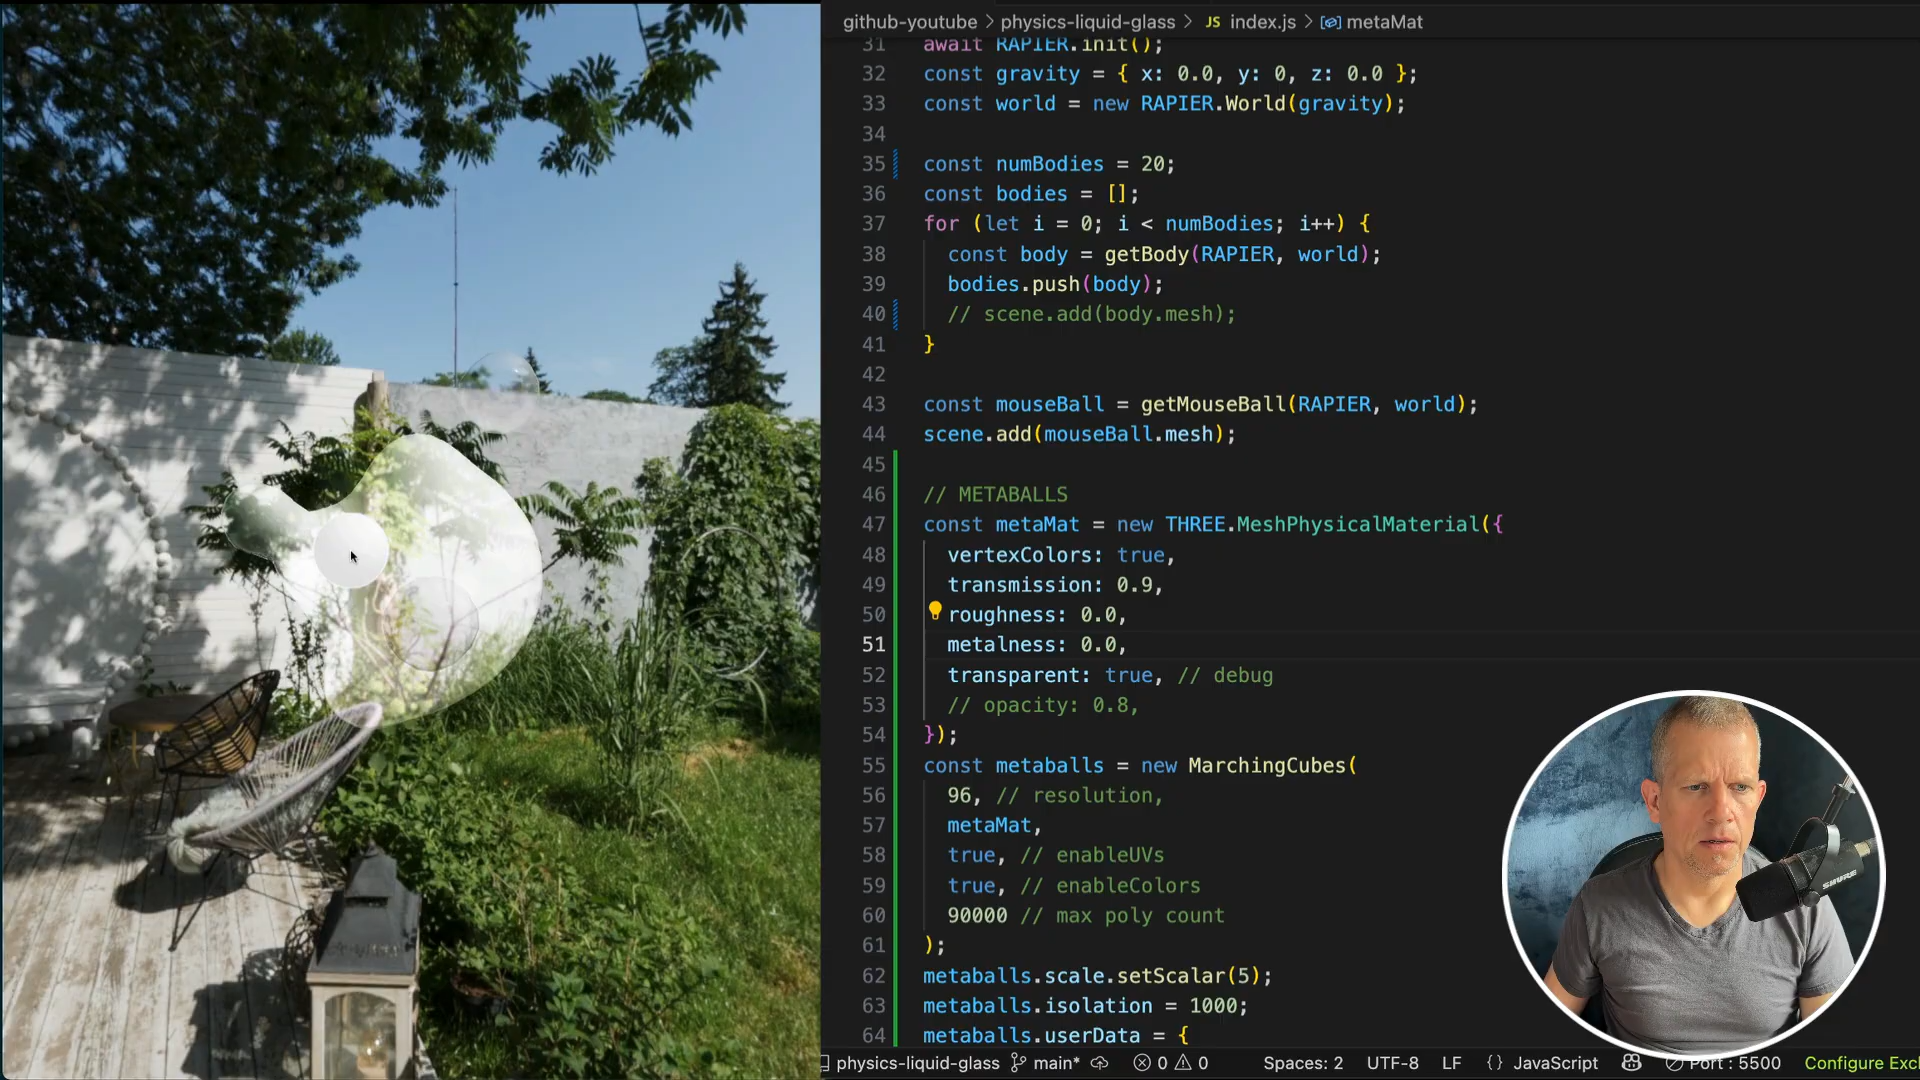 github-youtube > physics-liquid-glass > JS index.js > metaMat
31 await RAPIER.init();
32 const gravity = { x: 0.0, y: 0, z: 0.0 };
33 const world = new RAPIER.World(gravity);
34
35 const numBodies = 20;
36 const bodies = [];
37 for (let i = 0; i < numBodies; i++) {
38 const body = getBody(RAPIER, world);
39 bodies.push(body);
40 // scene.add(body.mesh);
41 }
42
43 const mouseBall = getMouseBall(RAPIER, world);
44 scene.add(mouseBall.mesh);
45
46 // METABALLS
47 const metaMat = new THREE.MeshPhysicalMaterial({
48 vertexColors: true,
49 transmission: 0.9,
50 roughness: 0.0,
51 metalness: 0.0,
52 transparent: true, // debug
53 // opacity: 0.8,
54 });
55 const metaballs = new MarchingCubes(
56 96, // resolution,
57 metaMat,
58 true, // enableUVs
59 true, // enableColors
60 90000 // max poly count
61 );
62 metaballs.scale.setScalar(5);
63 metaballs.isolation = 1000;
64 metaballs.userData = {
SHURE
physics-liquid-glass main* 0 0 Spaces: 2 UTF-8 LF {} JavaScript Port : 5500 Configure Excl